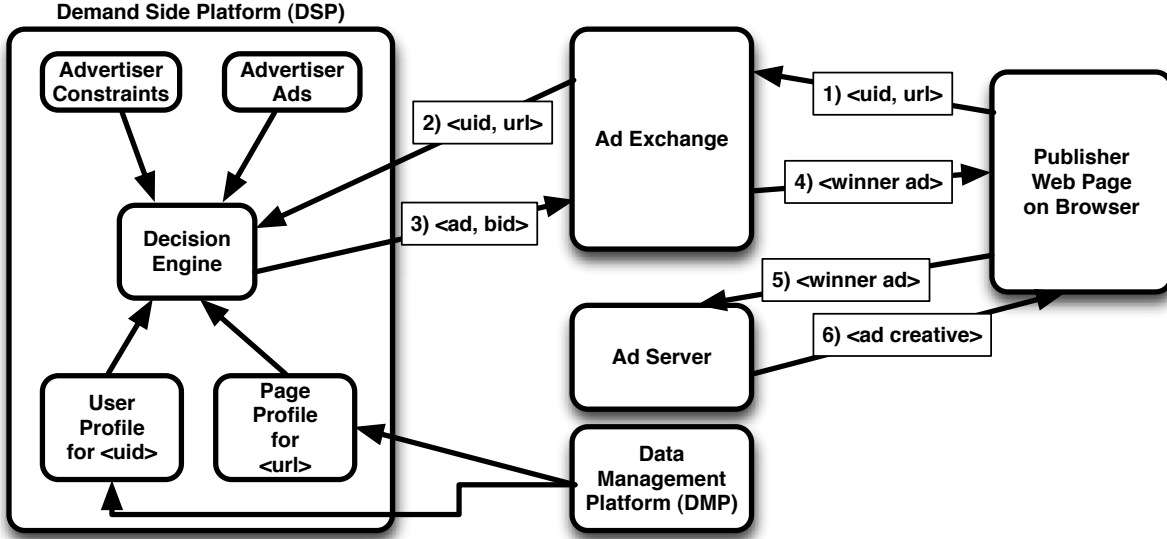 Demand Side Platform (DSP)
Advertiser
Constraints
Advertiser
Ads
Decision
Engine
User
Profile
for <uid>
Page
Profile
for
<url>
2) <uid, url>
3) <ad, bid>
Ad Exchange
Ad Server
Data
Management
Platform (DMP)
1) <uid, url>
4) <winner ad>
5) <winner ad>
6) <ad creative>
Publisher
Web Page
on Browser